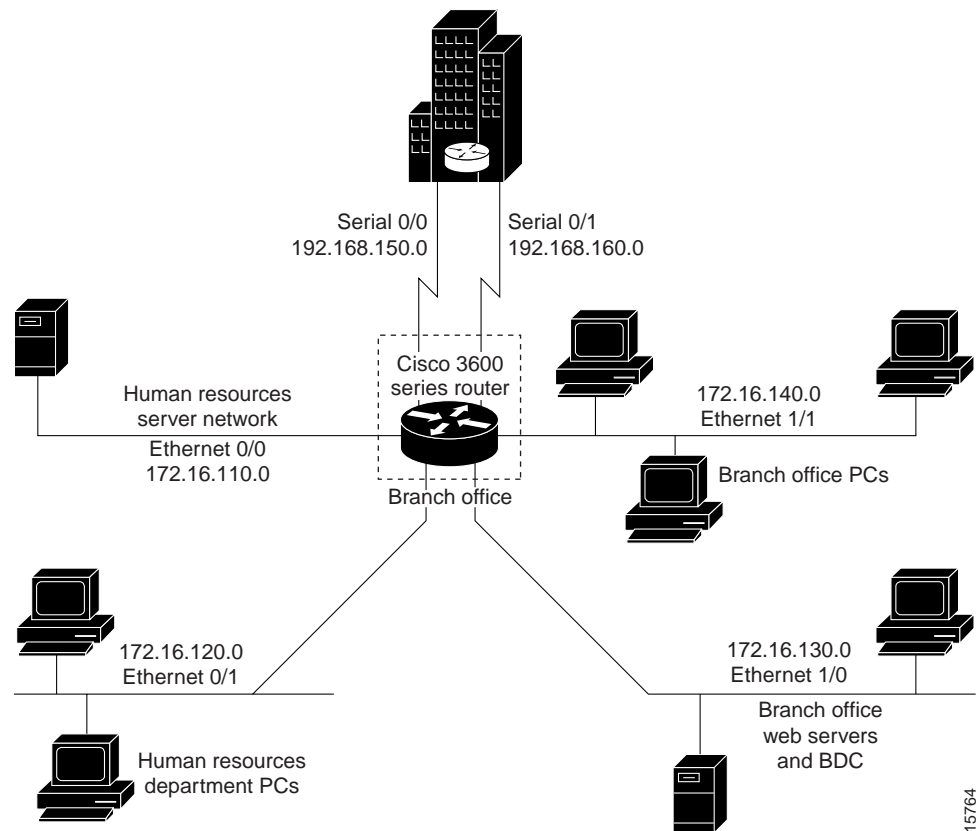 Serial 0/0
192.168.150.0
Serial 0/1
192.168.160.0
Cisco 3600
series router
Human resources
server network
Ethernet 0/0
172.16.110.0
172.16.140.0
Ethernet 1/1
Branch office PCs
Branch office
172.16.120.0
Ethernet 0/1
Human resources
department PCs
172.16.130.0
Ethernet 1/0
Branch office
web servers
and BDC
15764